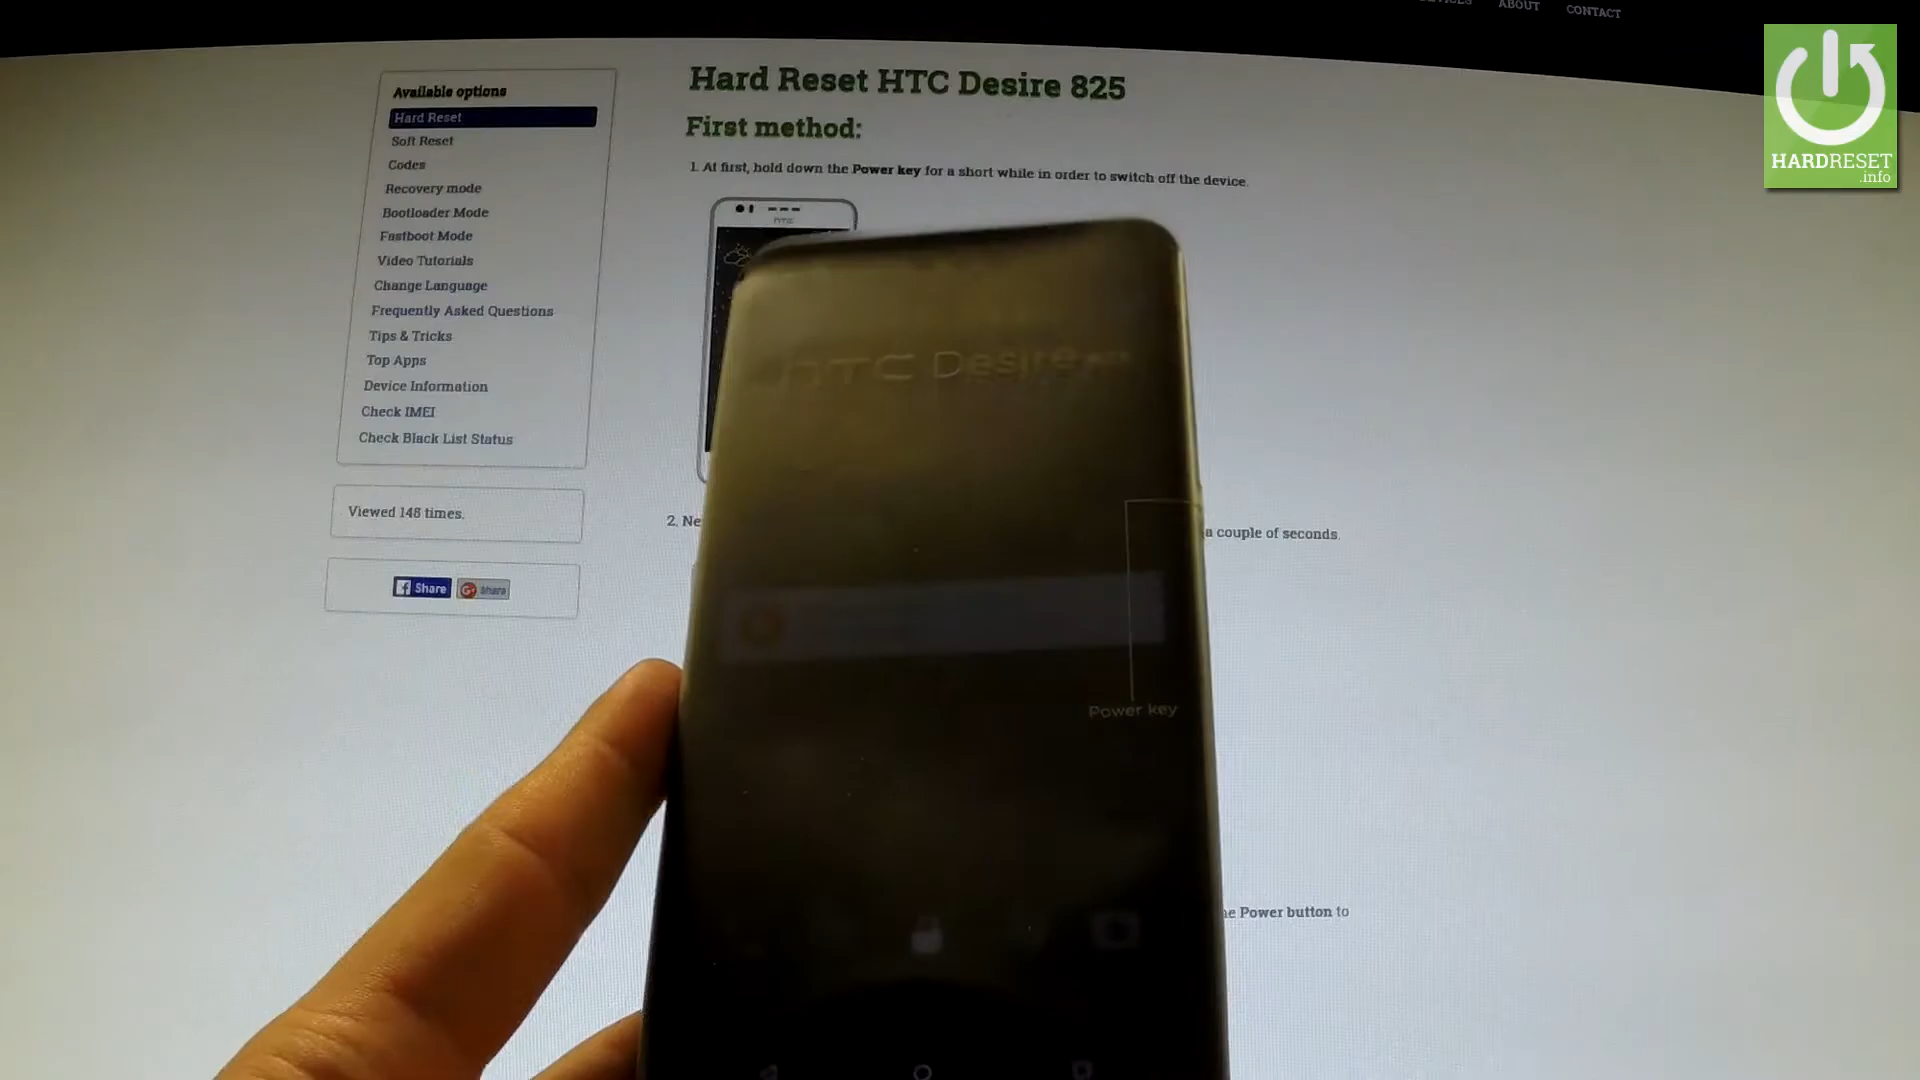 ABOUT
CONTACT
HARDRESET
.info
Available options
Hard Reset
Soft Reset
Codes
Recovery mode
Bootloader Mode
Fastboot Mode
Video Tutorials
Change Language
Frequently Asked Questions
Tips & Tricks
Top Apps
Device Information
Check IMEI
Check Black List Status
Viewed 148 times.
Share
Share
Hard Reset HTC Desire 825
First method:
1. At first, hold down the Power key for a short while in order to switch off the device.
hTC
2. a couple of seconds.
Power button to
hTC Desire
Power key